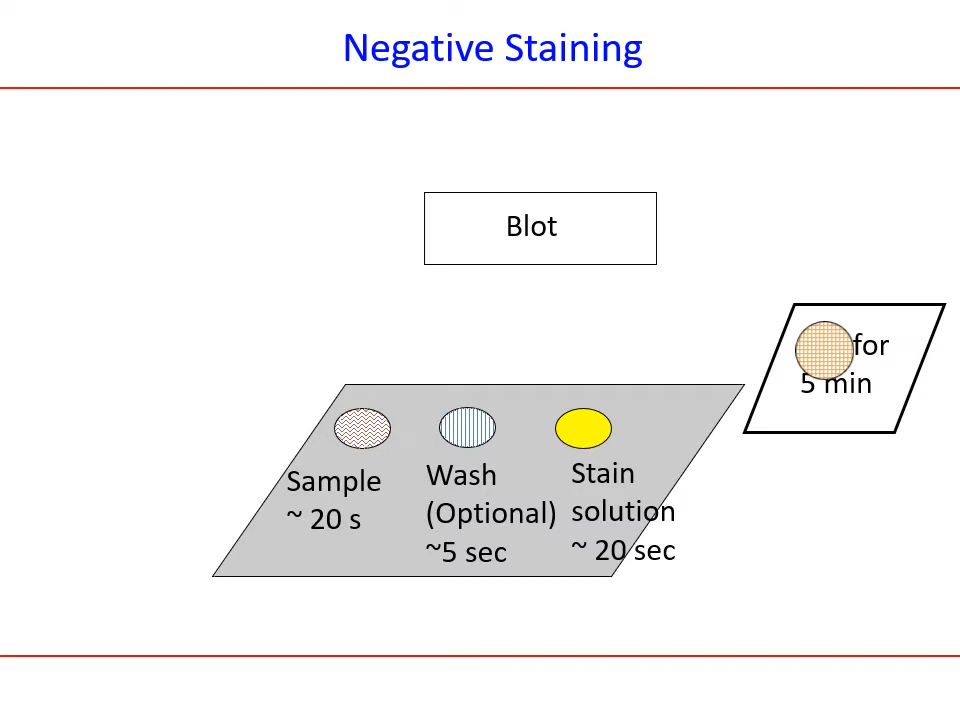 Negative Staining
Blot
for
5 min
Sample
~ 20 s
Wash
(Optional)
~5 sec
Stain
solution
~ 20 sec